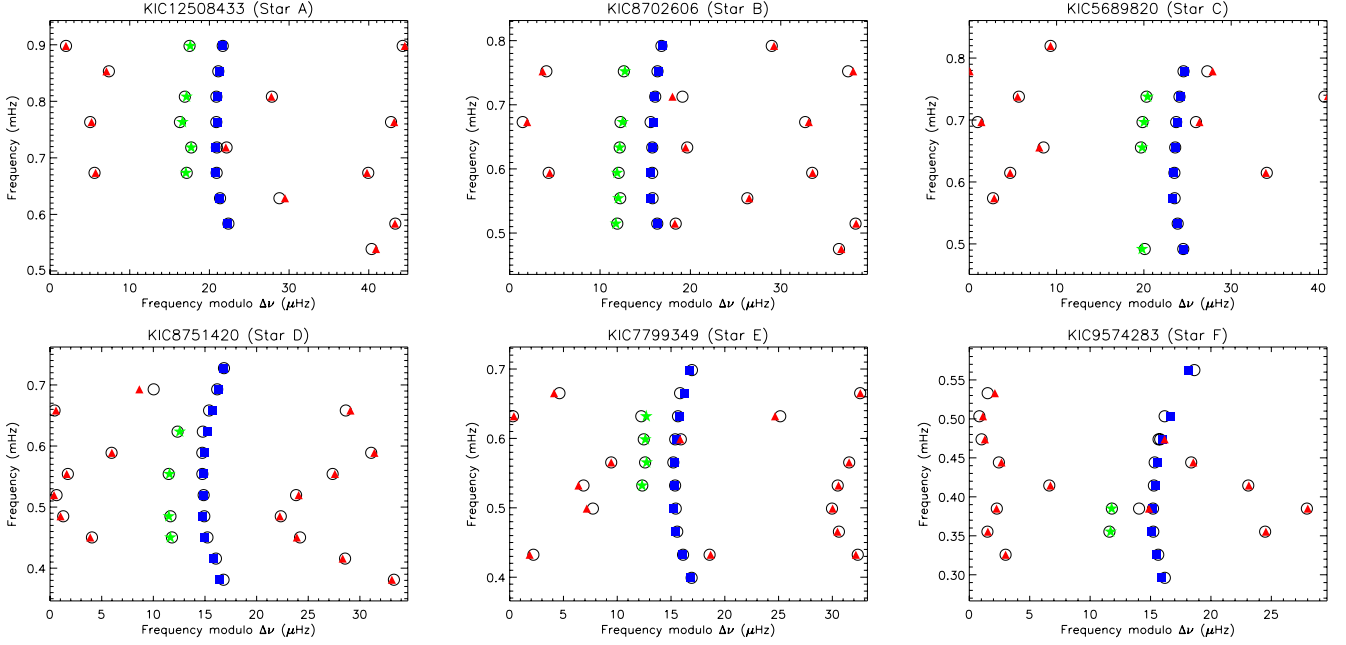 KIC12508433 (Star A)
KIC8702606 (Star B)
KIC5689820 (Star C)
Frequency (mHz)
0.9
0.8
0.7
0.6
0.5
0 10 20 30 40
Frequency modulo Δν (μHz)
Frequency (mHz)
0.8
0.7
0.6
0.5
0 10 20 30
Frequency modulo Δν (μHz)
Frequency (mHz)
0.8
0.7
0.6
0.5
0 10 20 30 40
Frequency modulo Δν (μHz)
KIC8751420 (Star D)
KIC7799349 (Star E)
KIC9574283 (Star F)
Frequency (mHz)
0.7
0.6
0.5
0.4
0 5 10 15 20 25 30
Frequency modulo Δν (μHz)
Frequency (mHz)
0.7
0.6
0.5
0.4
0 5 10 15 20 25 30
Frequency modulo Δν (μHz)
Frequency (mHz)
0.55
0.50
0.45
0.40
0.35
0.30
0 5 10 15 20 25
Frequency modulo Δν (μHz)